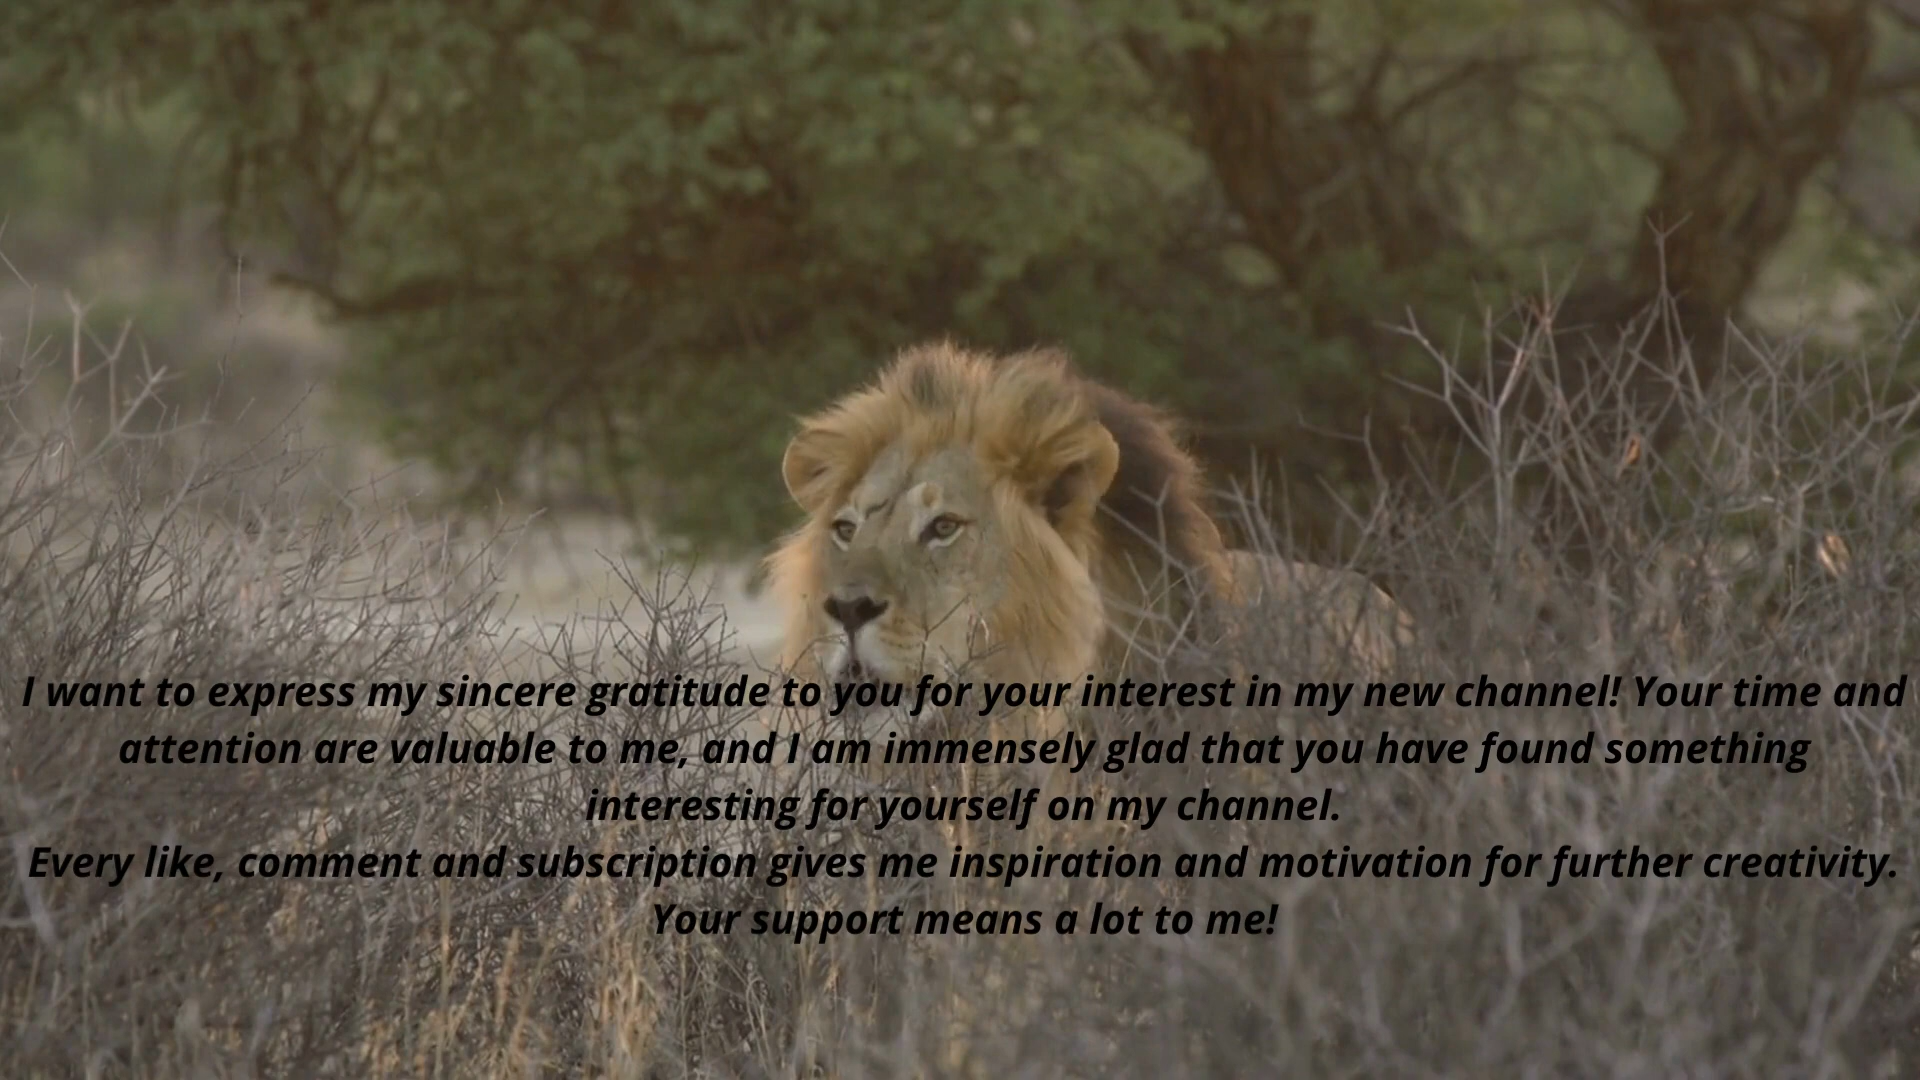 I want to express my sincere gratitude to you for your interest in my new channel! Your time and
attention are valuable to me, and I am immensely glad that you have found something
interesting for yourself on my channel.
Every like, comment and subscription gives me inspiration and motivation for further creativity.
Your support means a lot to me!